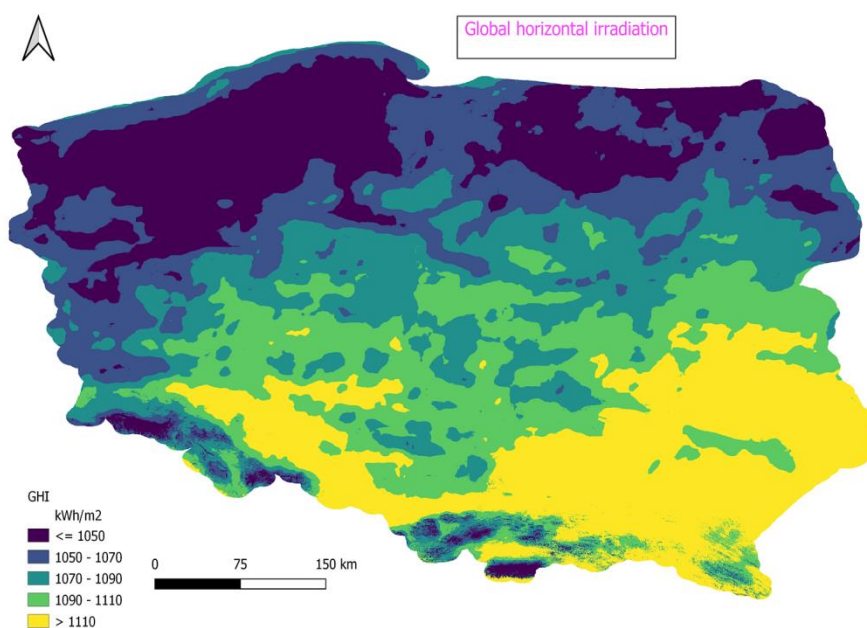 Global horizontal irradiation
GHI
kWh/m2
<= 1050
1050 - 1070
1070 - 1090
1090 - 1110
> 1110
0 75 150 km